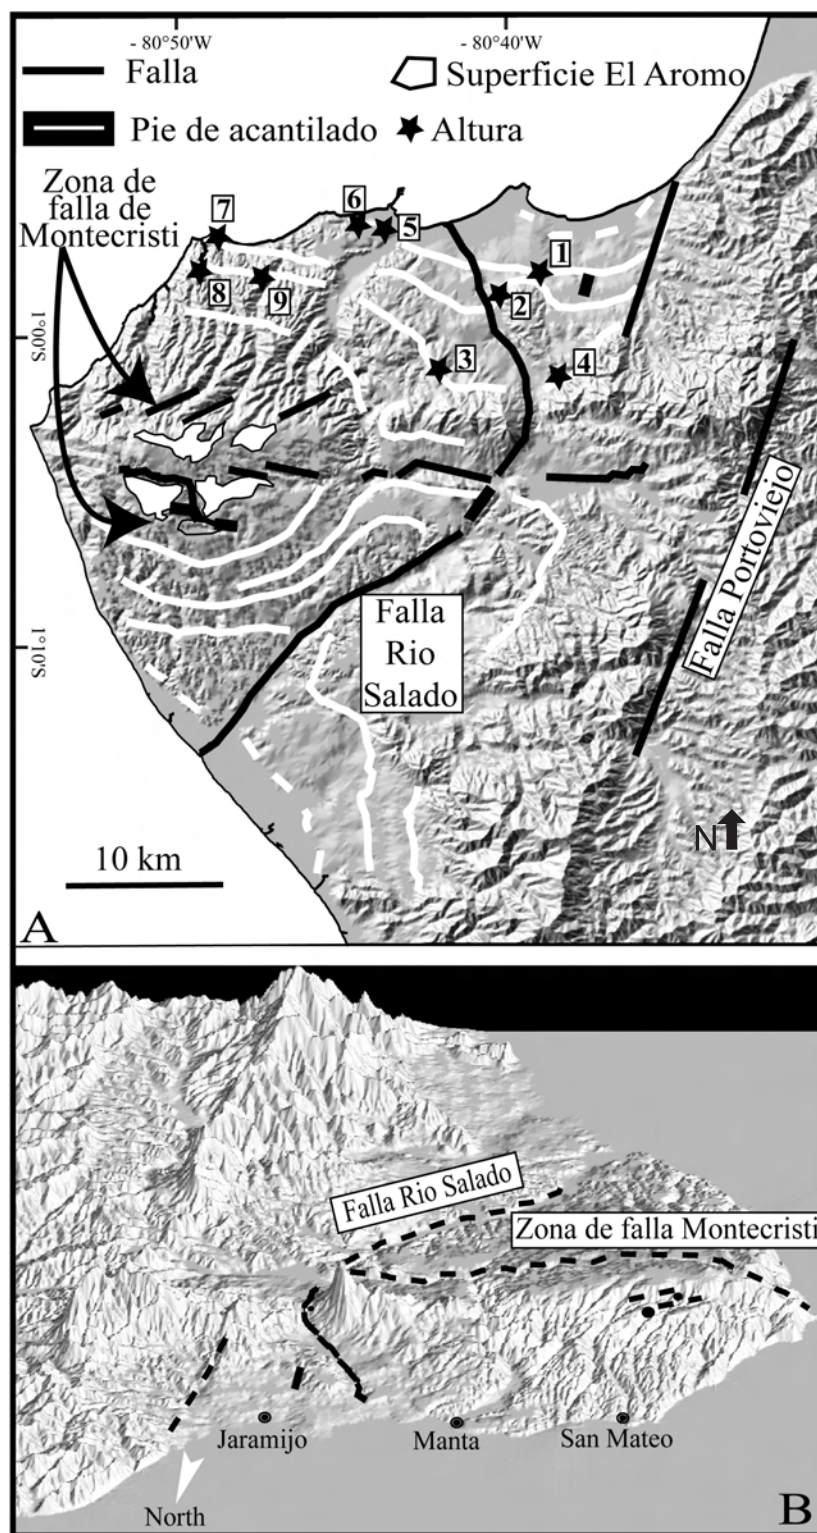 - 80°50'W
- 80°40'W
Falla
Superficie El Aromo
Pie de acantilado
Altura
Zona de
falla de
Montecristi
7
6
5
1
8
9
2
3
4
1°00'S
1°01'S
Falla
Rio
Salado
Falla Portoviejo
10 km
N
A
Falla Rio Salado
Zona de falla Montecristi
Jaramijo
Manta
San Mateo
North
B